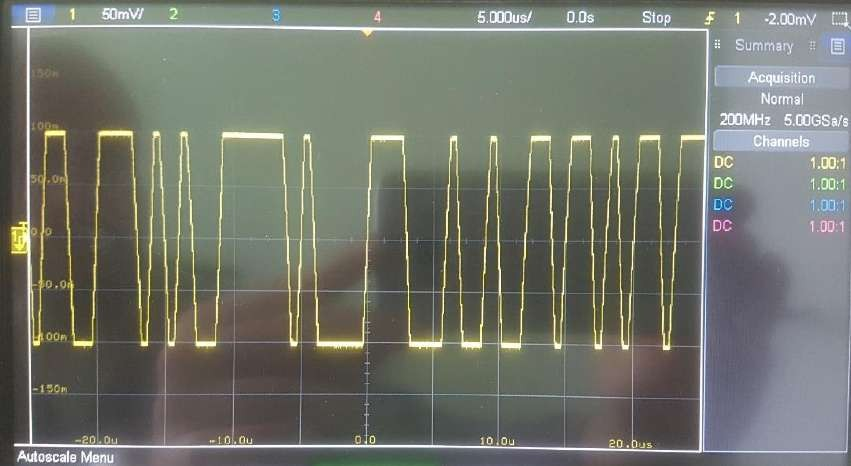 1 50mV/ 2 3 4 5.000us/ 0.0s Stop 1 -2.00mV
Summary
Acquisition
Normal
200MHz 5.00GSa/s
Channels
DC 1.00:1
DC 1.00:1
DC 1.00:1
DC 1.00:1
150m
100m
50.0m
0.0
-50.0m
-100m
-150m
-20.0u -10.0u 0.0 10.0u 20.0us
Autoscale Menu